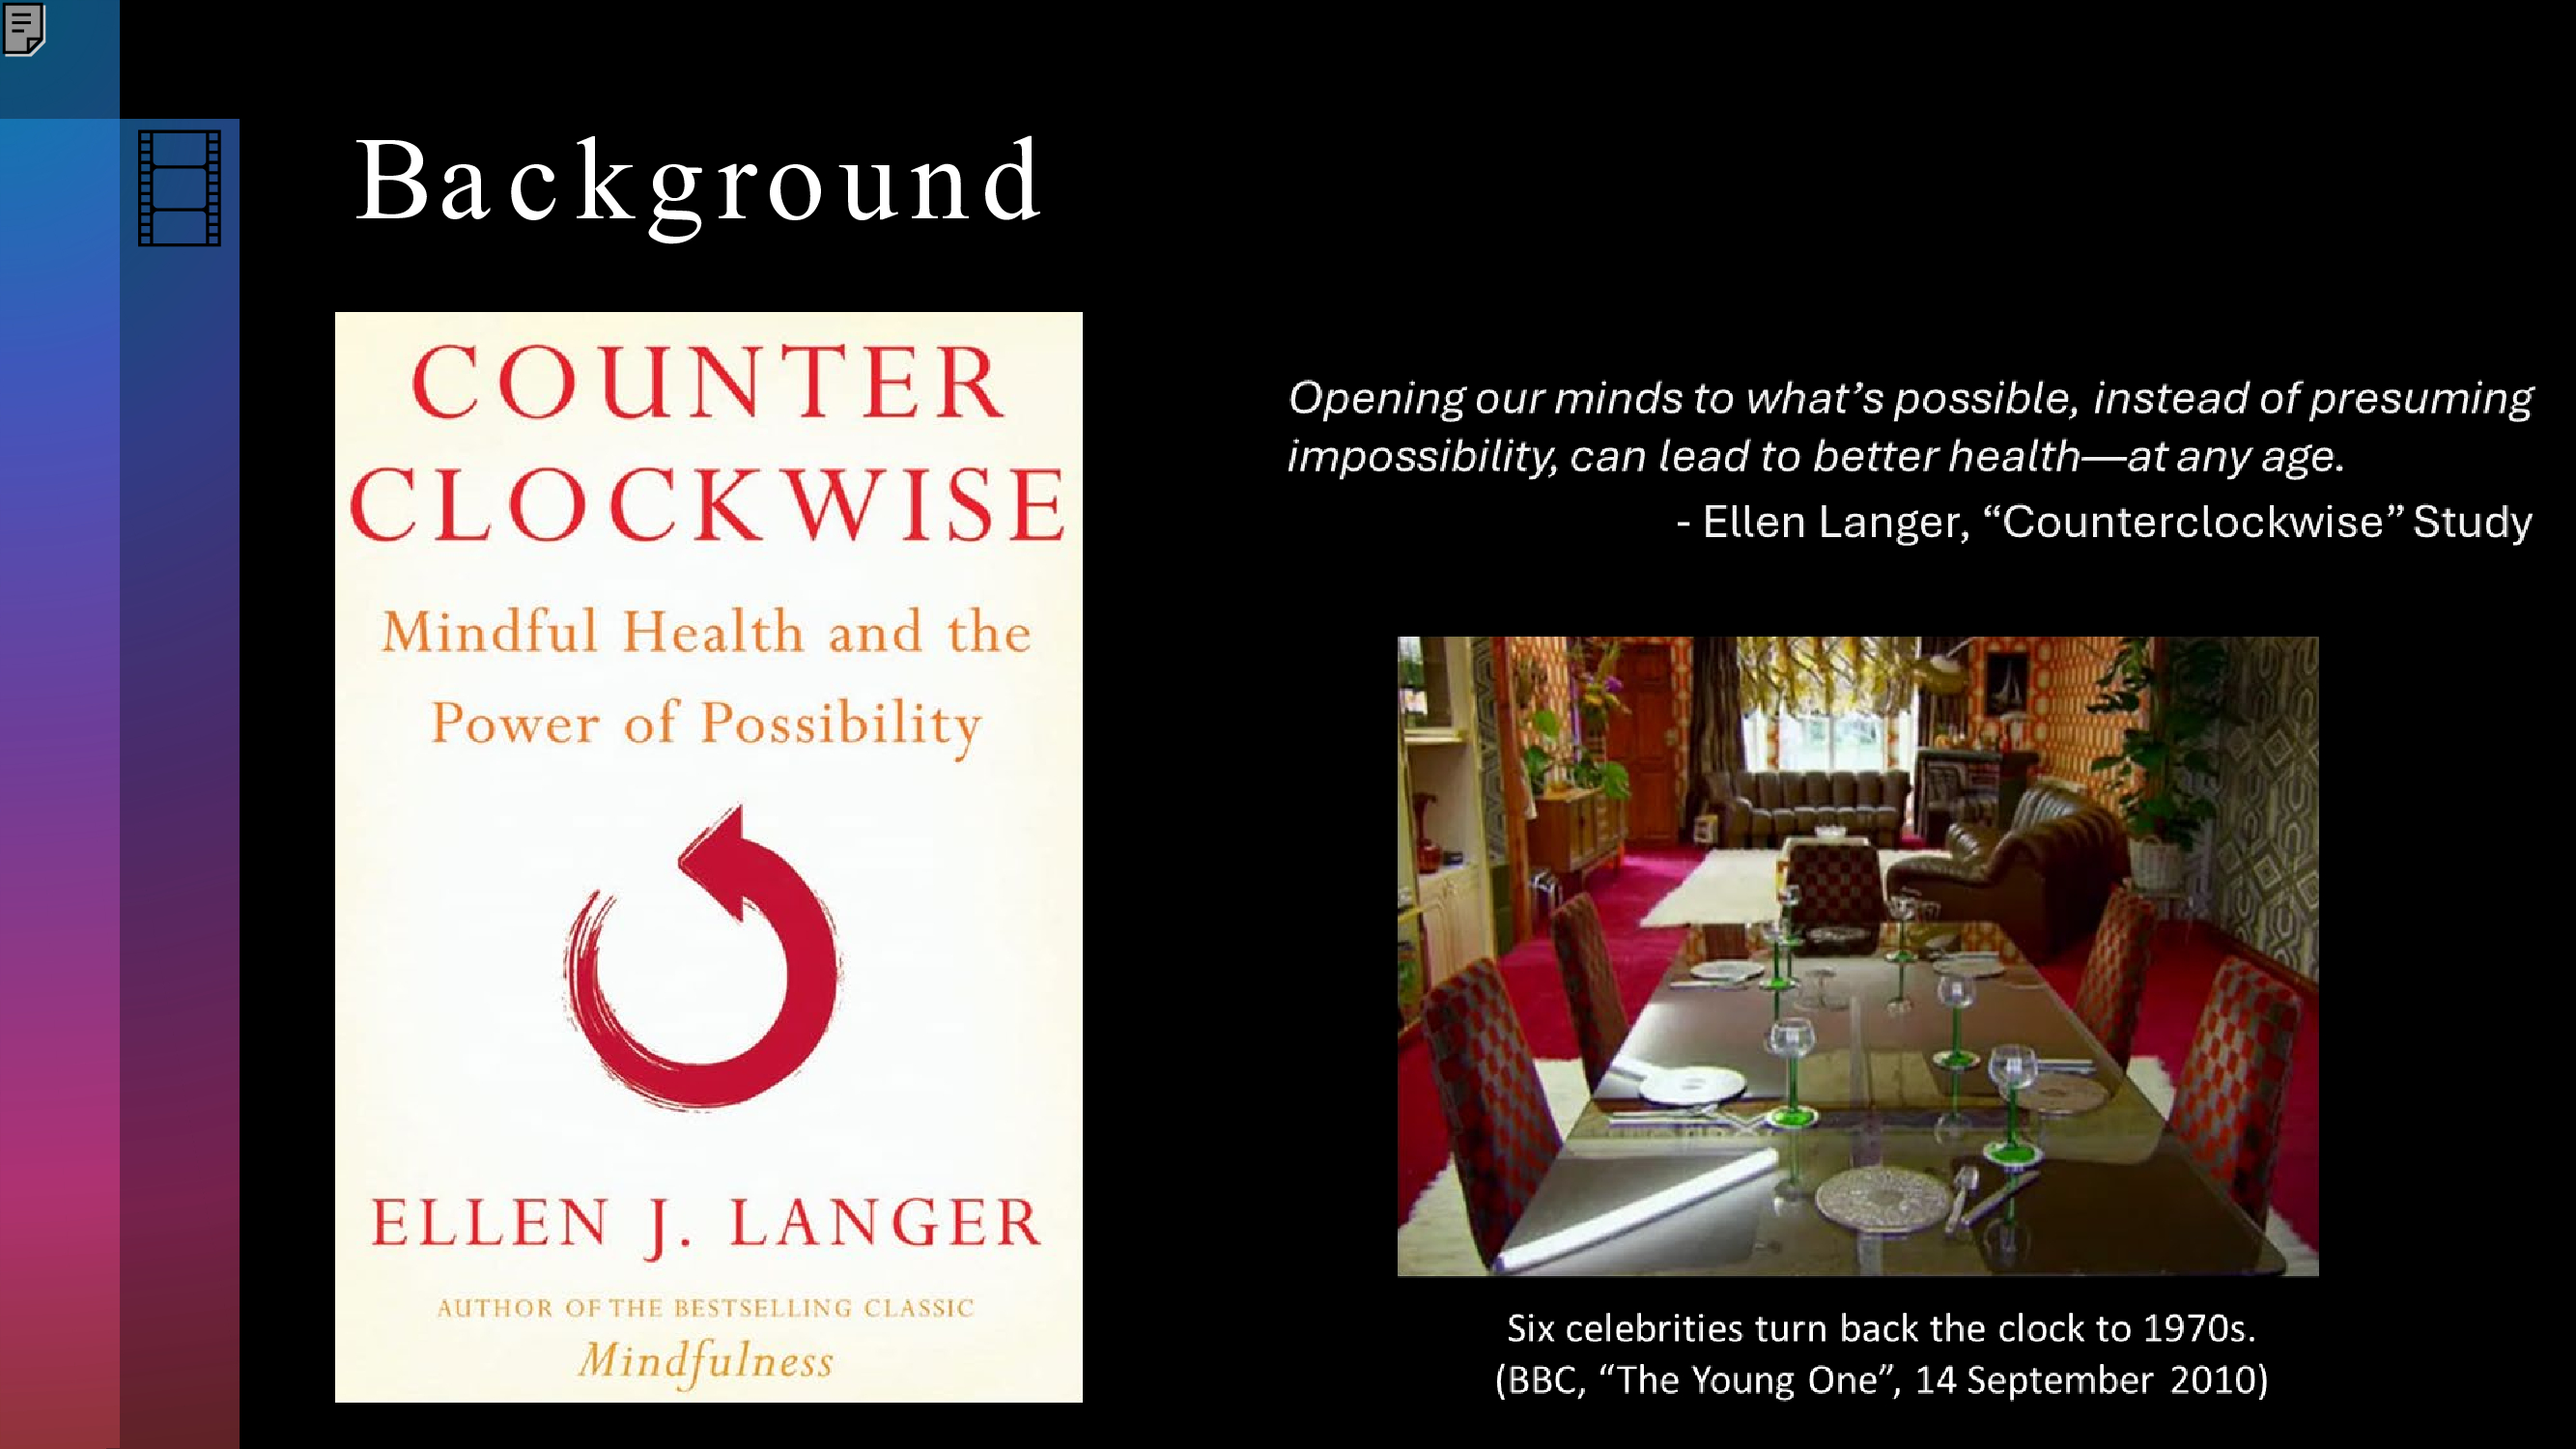 Background
COUNTER
CLOCKWISE
Mindful Health and the
Power of Possibility
ELLEN J. LANGER
AUTHOR OF THE BESTSELLING CLASSIC
Mindfulness
Opening our minds to what’s possible, instead of presuming
impossibility, can lead to better health—at any age.
- Ellen Langer, “Counterclockwise” Study
Six celebrities turn back the clock to 1970s.
(BBC, “The Young One”, 14 September 2010)